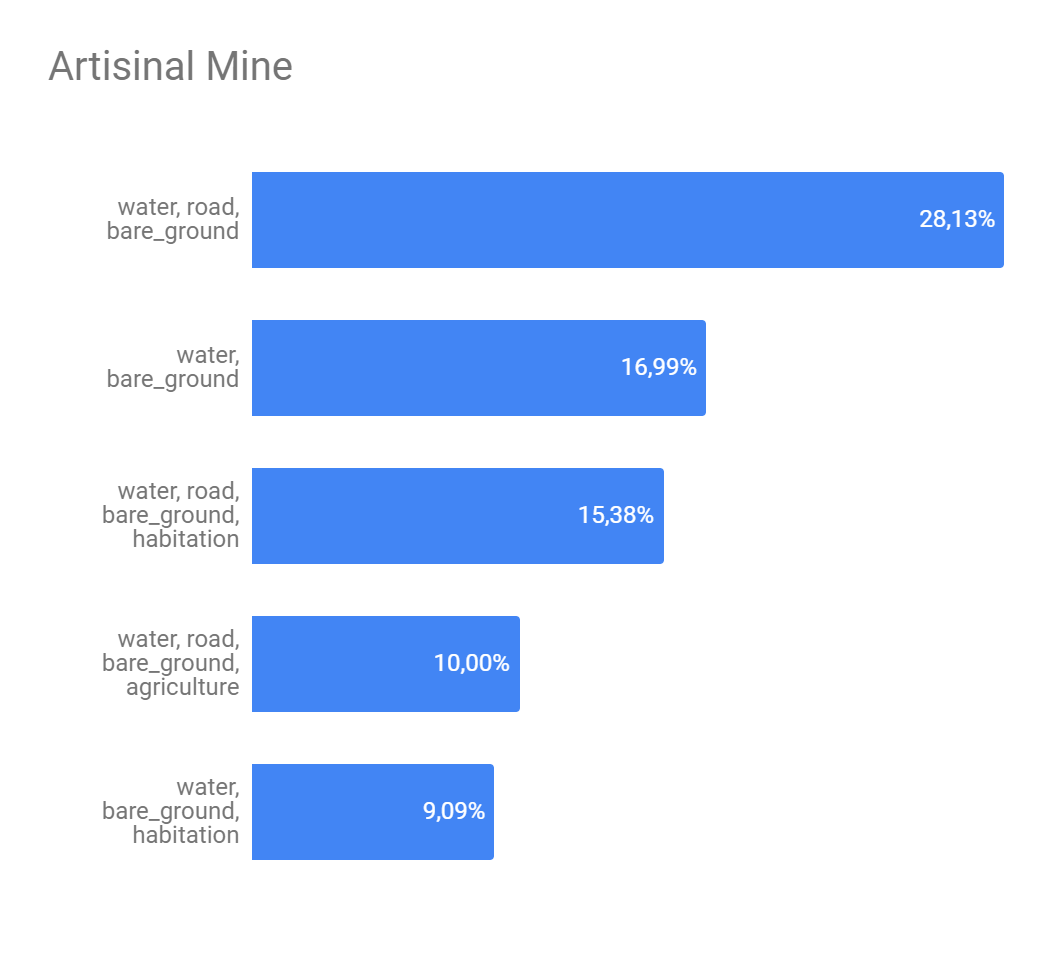 Artisinal Mine
water, road,
bare_ground
28,13%
water,
bare_ground
16,99%
water, road,
bare_ground,
habitation
15,38%
water, road,
bare_ground,
agriculture
10,00%
water,
bare_ground,
habitation
9,09%